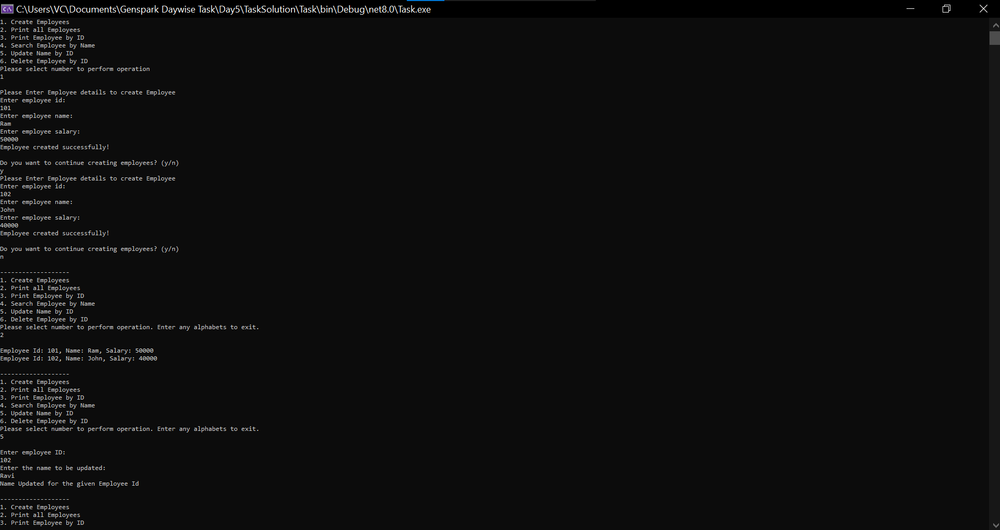 C:\Users\VC\Documents\Genspark Daywise Task\Day5\TaskSolution\Task\bin\Debug\net8.0\Task.exe
1. Create Employees
2. Print all Employees
3. Print Employee by ID
4. Search Employee by Name
5. Update Name by ID
6. Delete Employee by ID
Please select number to perform operation
1

Please Enter Employee details to create Employee
Enter employee id:
101
Enter employee name:
Ram
Enter employee salary:
50000
Employee created successfully!

Do you want to continue creating employees? (y/n)
y
Please Enter Employee details to create Employee
Enter employee id:
102
Enter employee name:
John
Enter employee salary:
40000
Employee created successfully!

Do you want to continue creating employees? (y/n)
n

-------------------
1. Create Employees
2. Print all Employees
3. Print Employee by ID
4. Search Employee by Name
5. Update Name by ID
6. Delete Employee by ID
Please select number to perform operation. Enter any alphabets to exit.
2

Employee Id: 101, Name: Ram, Salary: 50000
Employee Id: 102, Name: John, Salary: 40000

-------------------
1. Create Employees
2. Print all Employees
3. Print Employee by ID
4. Search Employee by Name
5. Update Name by ID
6. Delete Employee by ID
Please select number to perform operation. Enter any alphabets to exit.
5

Enter employee ID:
102
Enter the name to be updated:
Ravi
Name Updated for the given Employee Id

-------------------
1. Create Employees
2. Print all Employees
3. Print Employee by ID